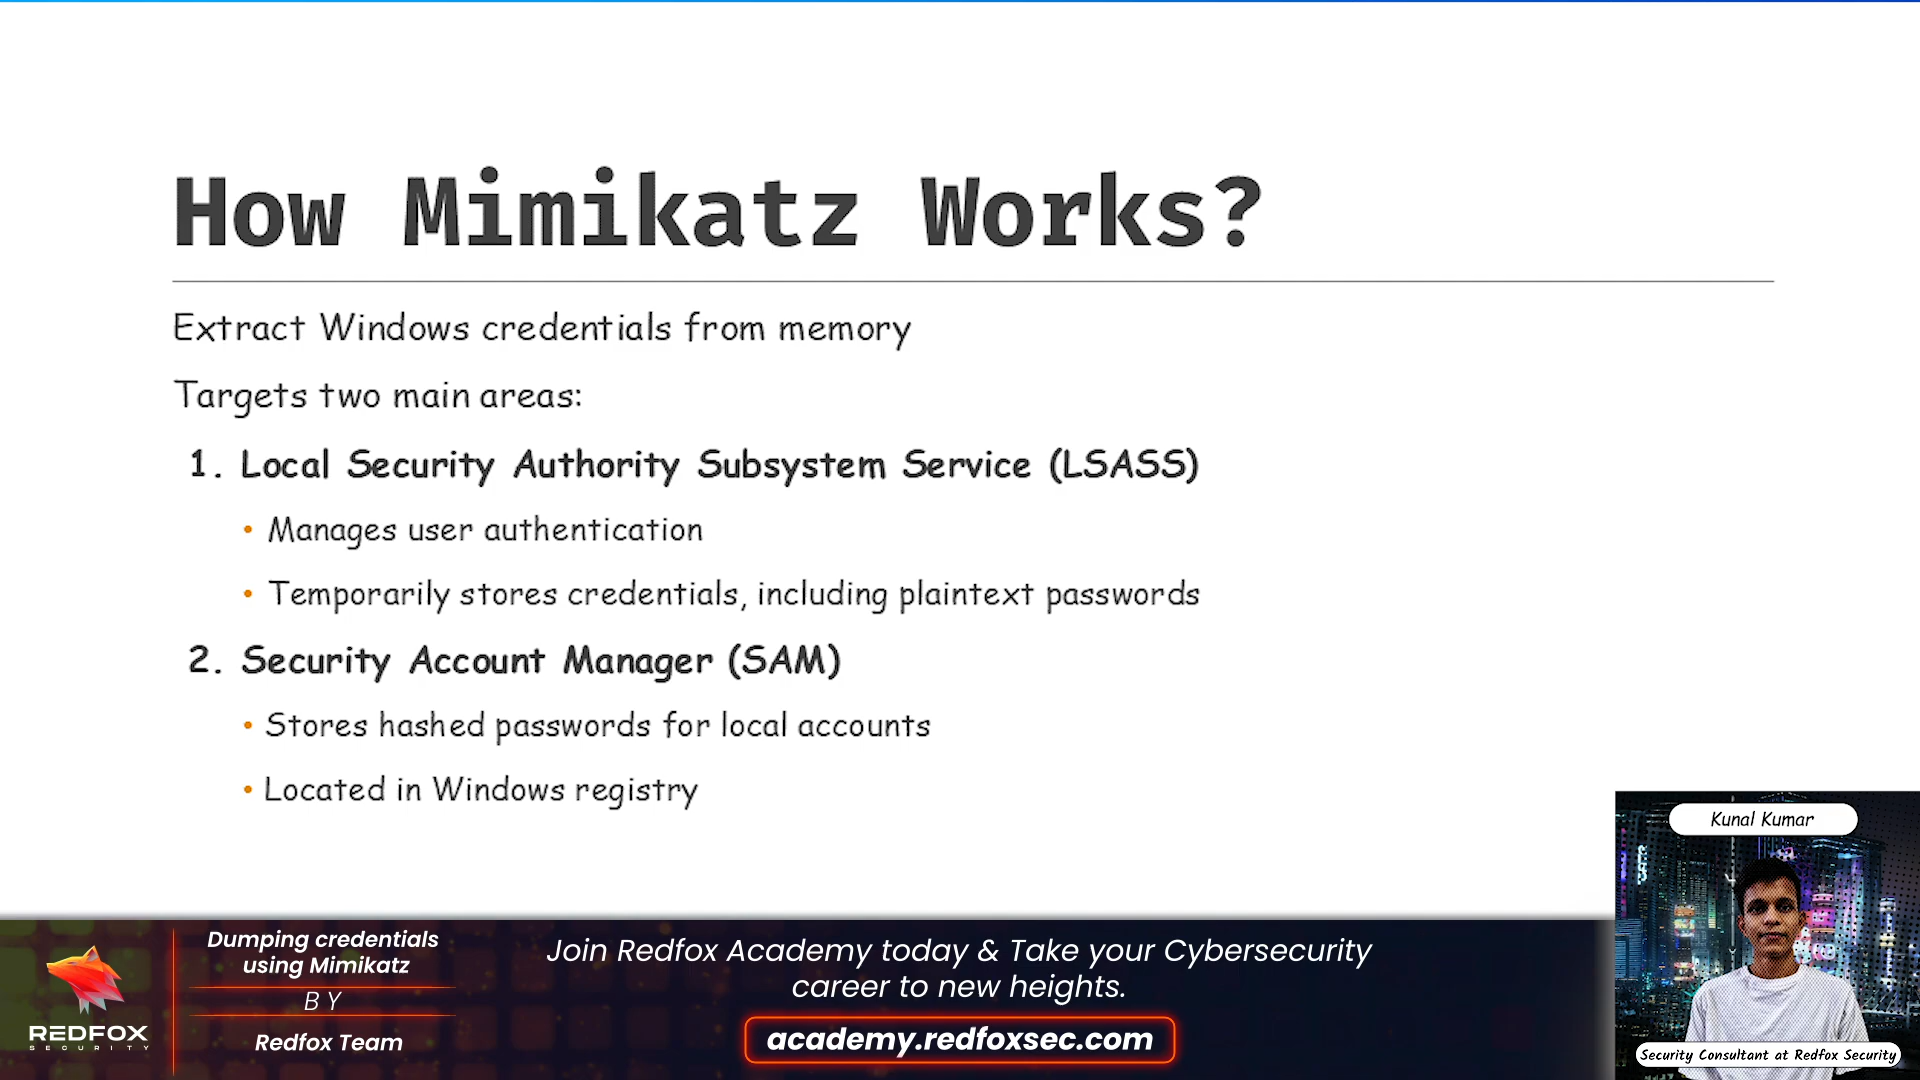 How Mimikatz Works?
Extract Windows credentials from memory
Targets two main areas:
1. Local Security Authority Subsystem Service (LSASS)
• Manages user authentication
• Temporarily stores credentials, including plaintext passwords
2. Security Account Manager (SAM)
• Stores hashed passwords for local accounts
• Located in Windows registry
Kunal Kumar
Security Consultant at Redfox Security
REDFOX
SECURITY
Dumping credentials
using Mimikatz
BY
Redfox Team
Join Redfox Academy today & Take your Cybersecurity
career to new heights.
academy.redfoxsec.com